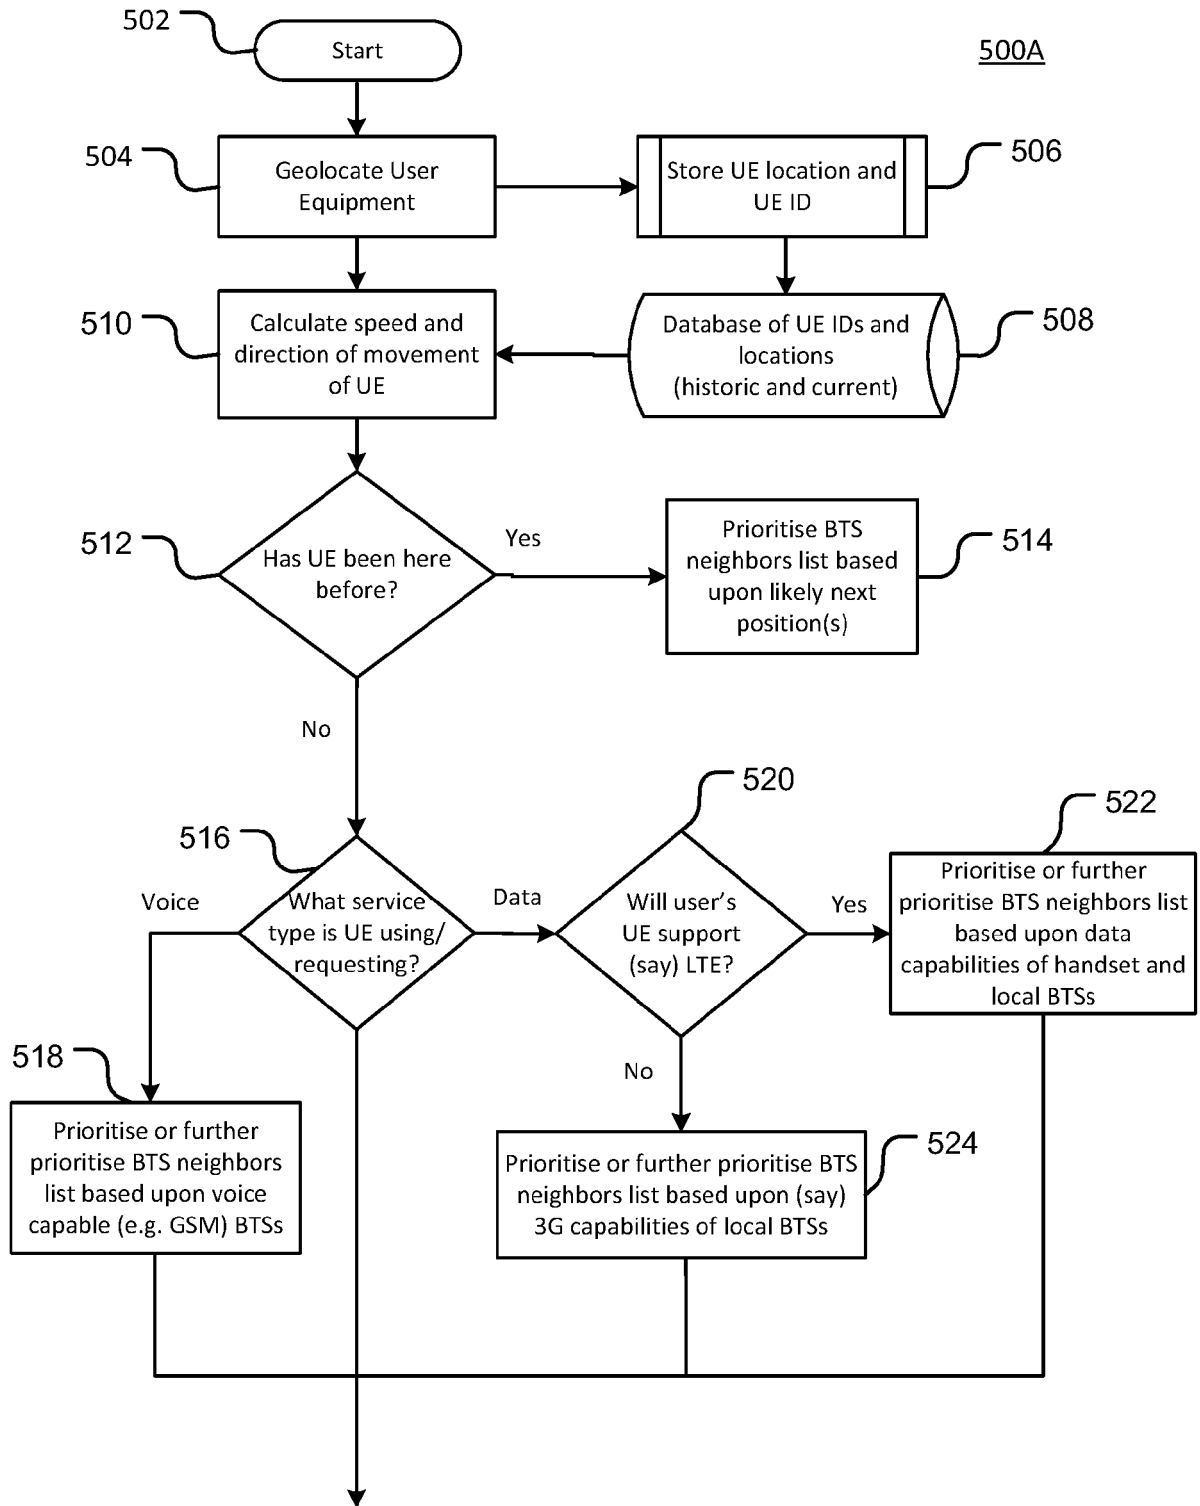 502
Start
500A
504
Geolocate User
Equipment
Store UE location and
UE ID
506
510
Calculate speed and
direction of movement
of UE
Database of UE IDs and
locations
(historic and current)
508
512
Has UE been here
before?
Yes
Prioritise BTS
neighbors list based
upon likely next
position(s)
514
No
516
520
522
Voice
What service
type is UE using/
requesting?
Data
Will user's
UE support
(say) LTE?
Yes
Prioritise or further
prioritise BTS neighbors list
based upon data
capabilities of handset and
local BTSs
518
No
Prioritise or further
prioritise BTS neighbors
list based upon voice
capable (e.g. GSM) BTSs
Prioritise or further prioritise BTS
neighbors list based upon (say)
3G capabilities of local BTSs
524